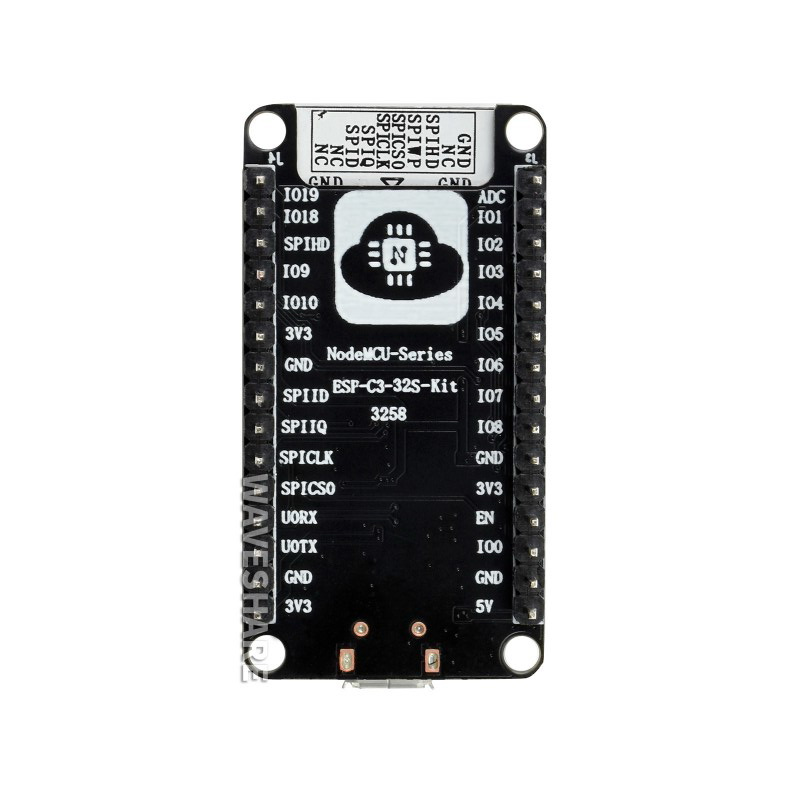 NC
NC
SPID
SPIQ
SPICLK
SPICS0
SPIWP
SPIHD
NC
GND
J4
J3
GND
GND
IO19
IO18
SPIHD
IO9
IO10
3V3
GND
SPIID
SPIIQ
SPICLK
SPICS0
U0RX
U0TX
GND
3V3
ADC
IO1
IO2
IO3
IO4
IO5
IO6
IO7
IO8
GND
3V3
EN
IO0
GND
5V
N
NodeMCU-Series
ESP-C3-32S-Kit
3258
WAVESHARE